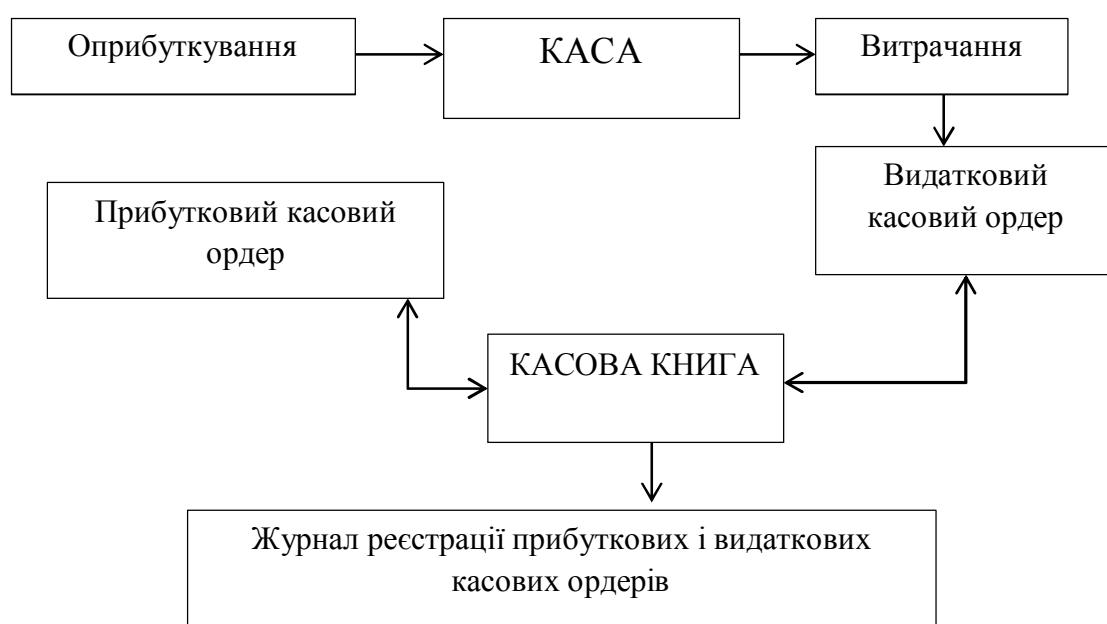 Оприбуткування
КАСА
Витрачання
Видатковий
касовий ордер
Прибутковий касовий
ордер
КАСОВА КНИГА
Журнал реєстрації прибуткових і видаткових
касових ордерів